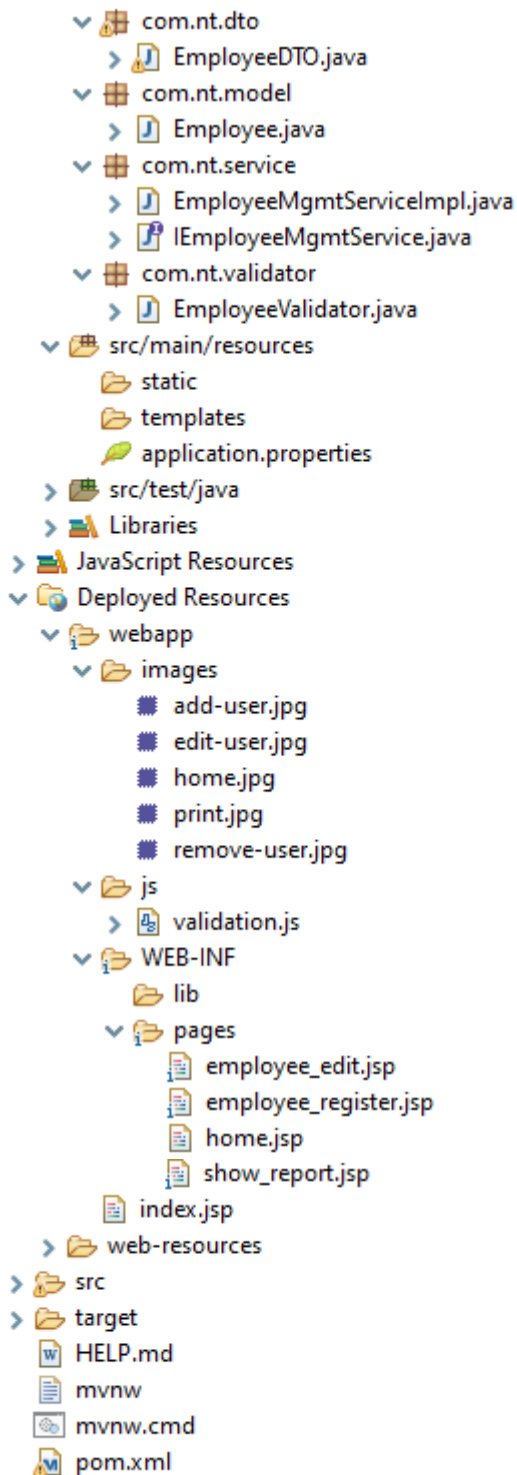 com.nt.dto
EmployeeDTO.java
com.nt.model
Employee.java
com.nt.service
EmployeeMgmtServiceImpl.java
IEmployeeMgmtService.java
com.nt.validator
EmployeeValidator.java
src/main/resources
static
templates
application.properties
src/test/java
Libraries
JavaScript Resources
Deployed Resources
webapp
images
add-user.jpg
edit-user.jpg
home.jpg
print.jpg
remove-user.jpg
js
validation.js
WEB-INF
lib
pages
employee_edit.jsp
employee_register.jsp
home.jsp
show_report.jsp
index.jsp
web-resources
src
target
HELP.md
mvnw
mvnw.cmd
pom.xml